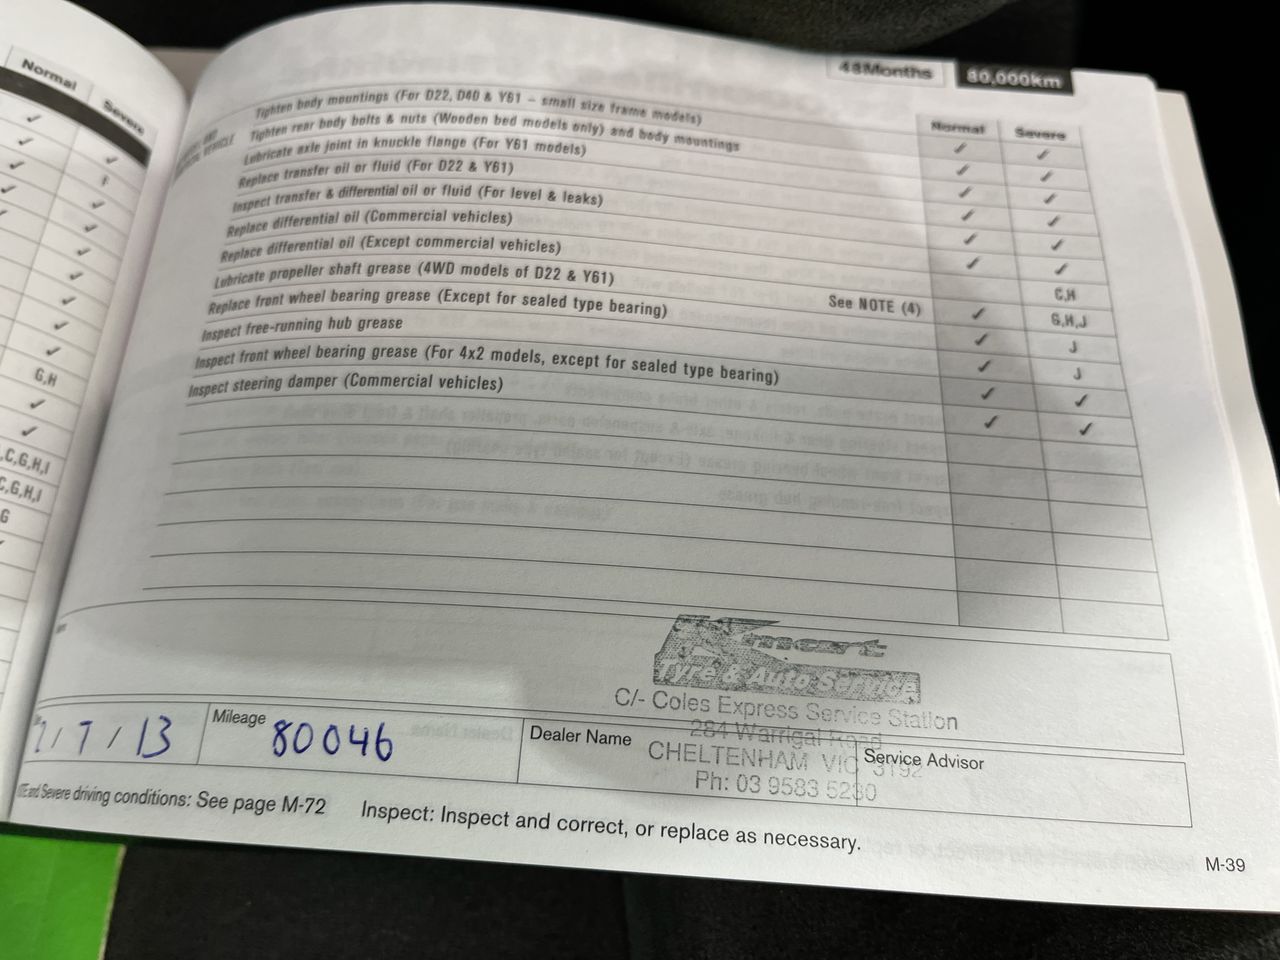 Normal Severe
G,H
,C,G,H,I
C,G,H,I
G
48Months 80,000km
Normal Severe
Tighten body mountings (For D22, D40 & Y61 – small size frame models)
Tighten rear body bolts & nuts (Wooden bed models only) and body mountings
Lubricate axle joint in knuckle flange (For Y61 models)
Replace transfer oil or fluid (For D22 & Y61)
Inspect transfer & differential oil or fluid (For level & leaks)
Replace differential oil (Commercial vehicles)
Replace differential oil (Except commercial vehicles) C,H
Lubricate propeller shaft grease (4WD models of D22 & Y61) See NOTE (4) G,H,J
Replace front wheel bearing grease (Except for sealed type bearing) J
Inspect free-running hub grease J
Inspect front wheel bearing grease (For 4x2 models, except for sealed type bearing)
Inspect steering damper (Commercial vehicles)
Kmart
Tyre & Auto Service
C/- Coles Express Service Station
284 Warrigal Road
CHELTENHAM VIC 3192
Ph: 03 9583 5230
/ 7 / 13 Mileage 80046 Dealer Name Service Advisor
and Severe driving conditions: See page M-72 Inspect: Inspect and correct, or replace as necessary.
M-39